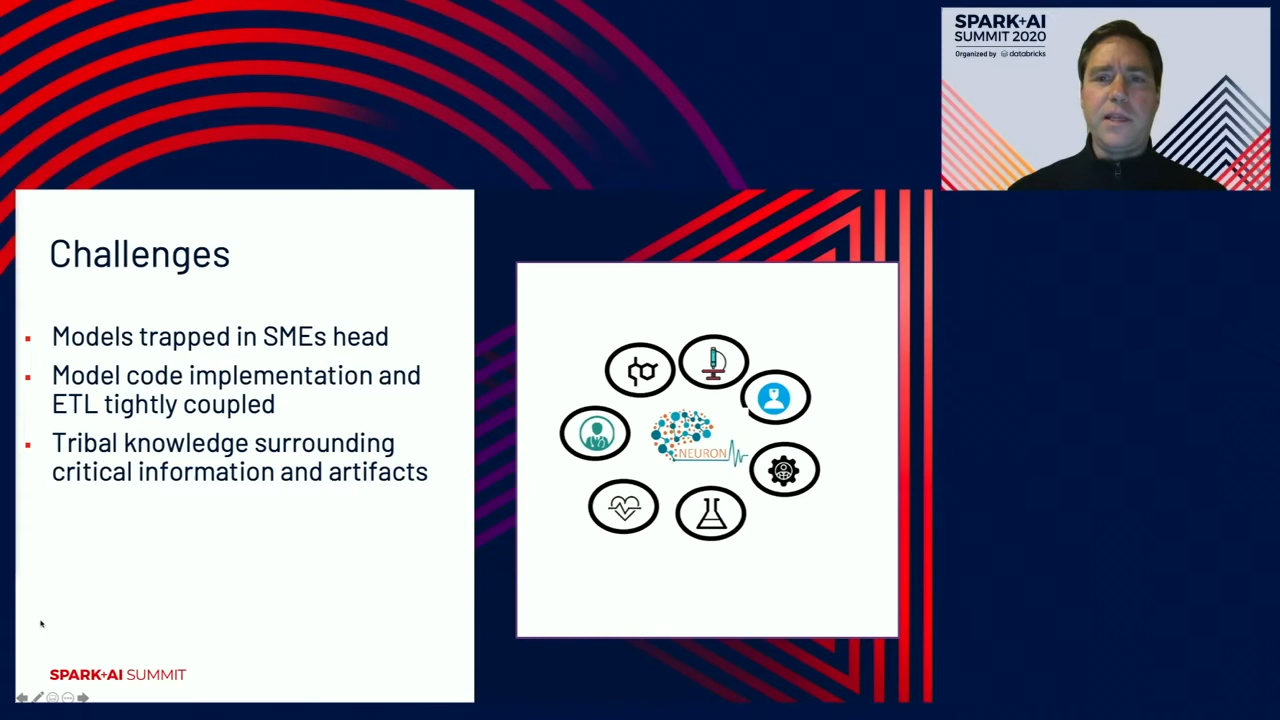 SPARK+AI
SUMMIT 2020
Organized by databricks
Challenges
Models trapped in SMEs head
Model code implementation and
ETL tightly coupled
Tribal knowledge surrounding
critical information and artifacts
NEURON
SPARK+AI SUMMIT